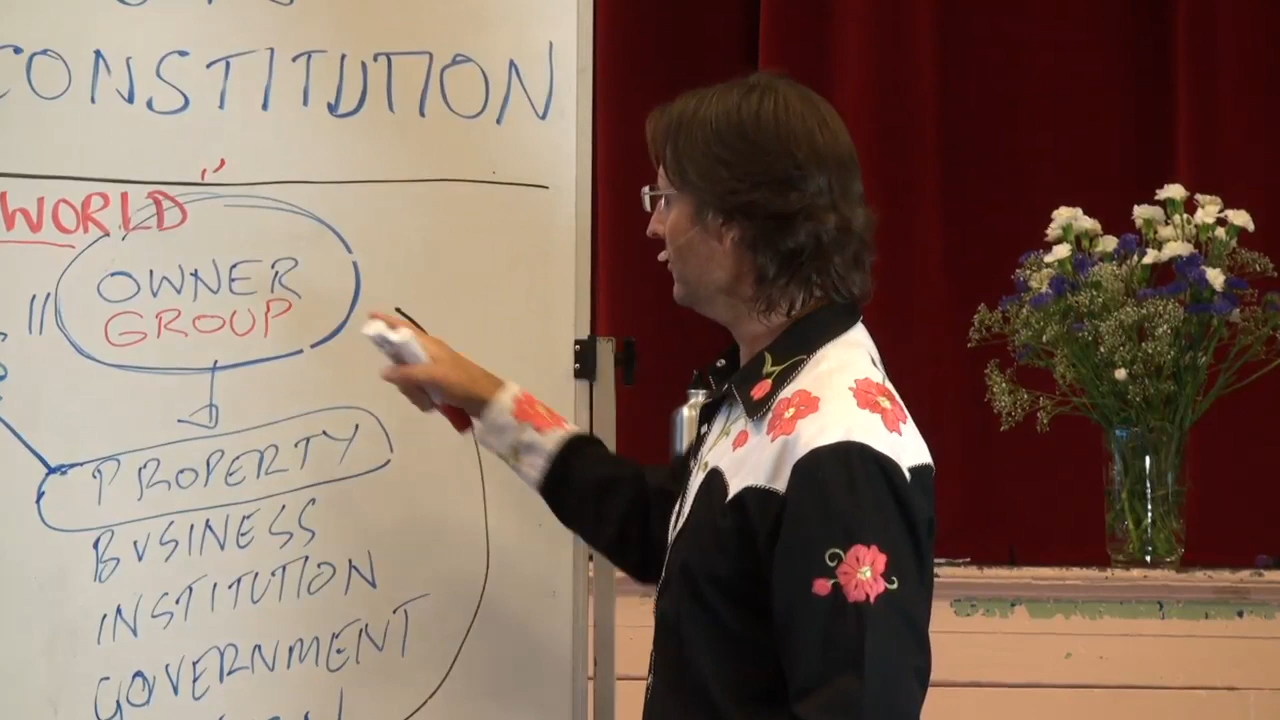 CONSTITUTION
WORLD
OWNER
GROUP
PROPERTY
BUSINESS
INSTITUTION
GOVERNMENT